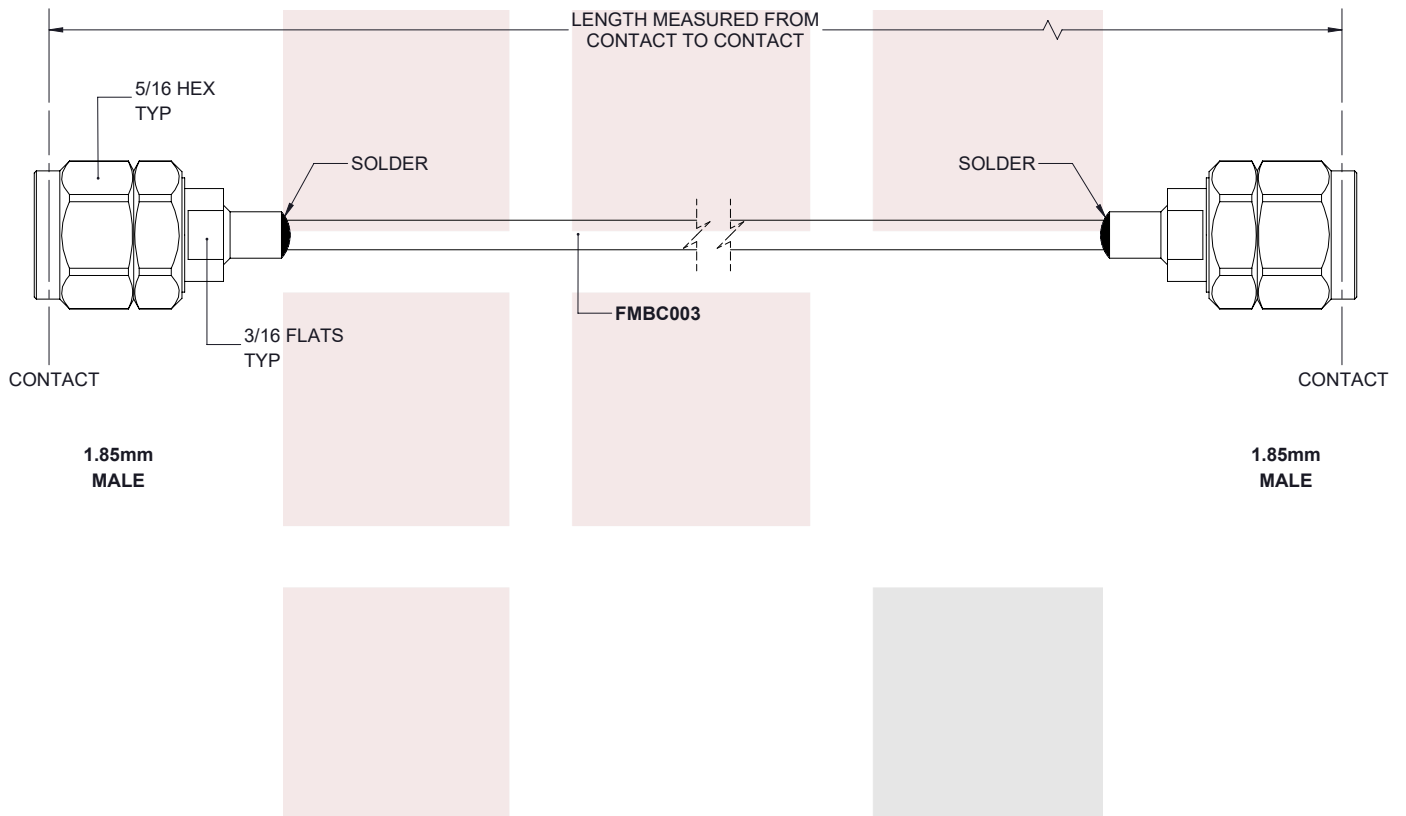 LENGTH MEASURED FROM
CONTACT TO CONTACT
5/16 HEX
TYP
SOLDER
SOLDER
FMBC003
3/16 FLATS
TYP
CONTACT
CONTACT
1.85mm
MALE
1.85mm
MALE